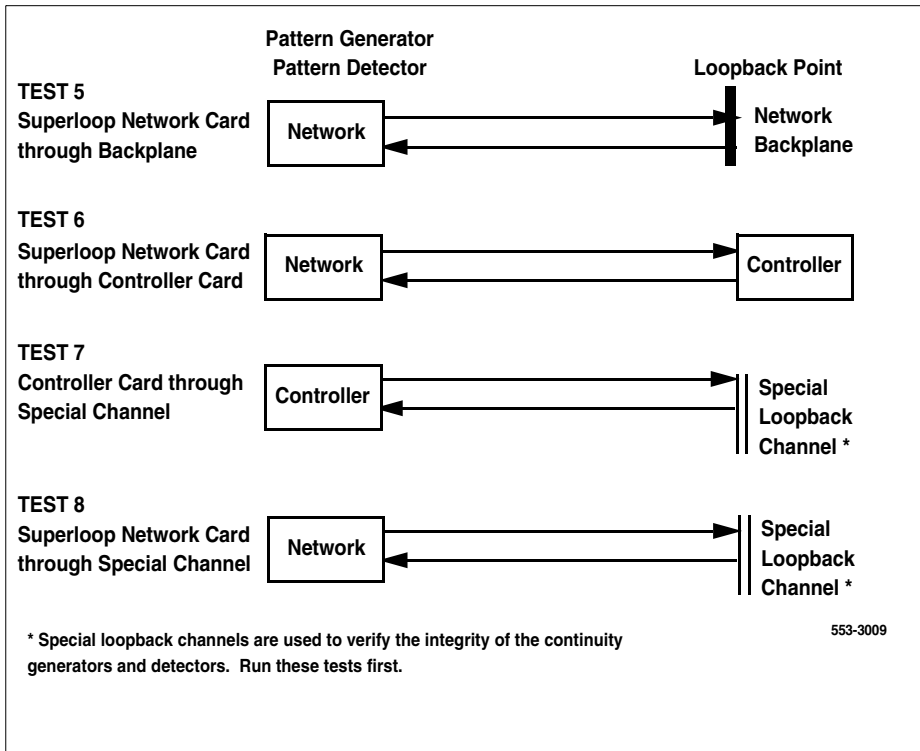 Pattern Generator
Pattern Detector
Loopback Point
TEST 5
Superloop Network Card
through Backplane
Network
Network
Backplane
TEST 6
Superloop Network Card
through Controller Card
Network
Controller
TEST 7
Controller Card through
Special Channel
Controller
Special
Loopback
Channel *
TEST 8
Superloop Network Card
through Special Channel
Network
Special
Loopback
Channel *
* Special loopback channels are used to verify the integrity of the continuity
generators and detectors.  Run these tests first.
553-3009